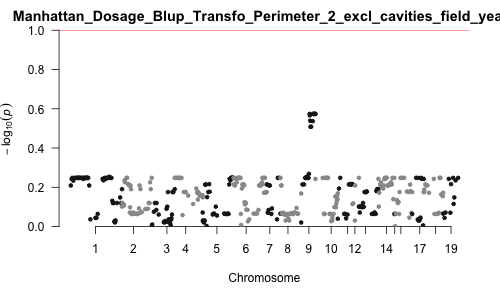 Manhattan_Dosage_Blup_Transfo_Perimeter_2_excl_cavities_field_yea
1.0
0.8
0.6
0.4
0.2
0.0
− log₁₀(p)
1 2 3 4 5 6 7 8 9 10 12 14 17 19
Chromosome